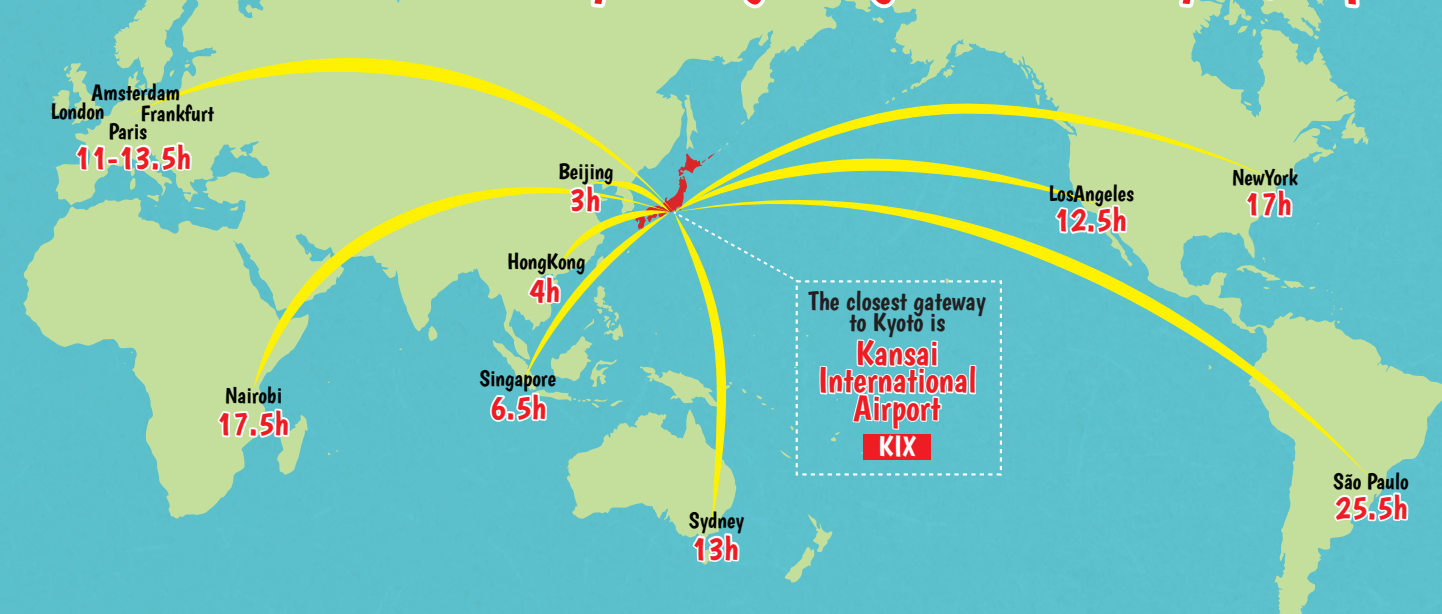 Amsterdam
London
Frankfurt
Paris
11-13.5h
Beijing
3h
HongKong
4h
Singapore
6.5h
Nairobi
17.5h
Sydney
13h
LosAngeles
12.5h
NewYork
17h
São Paulo
25.5h
The closest gateway
to Kyoto is
Kansai
International
Airport
KIX